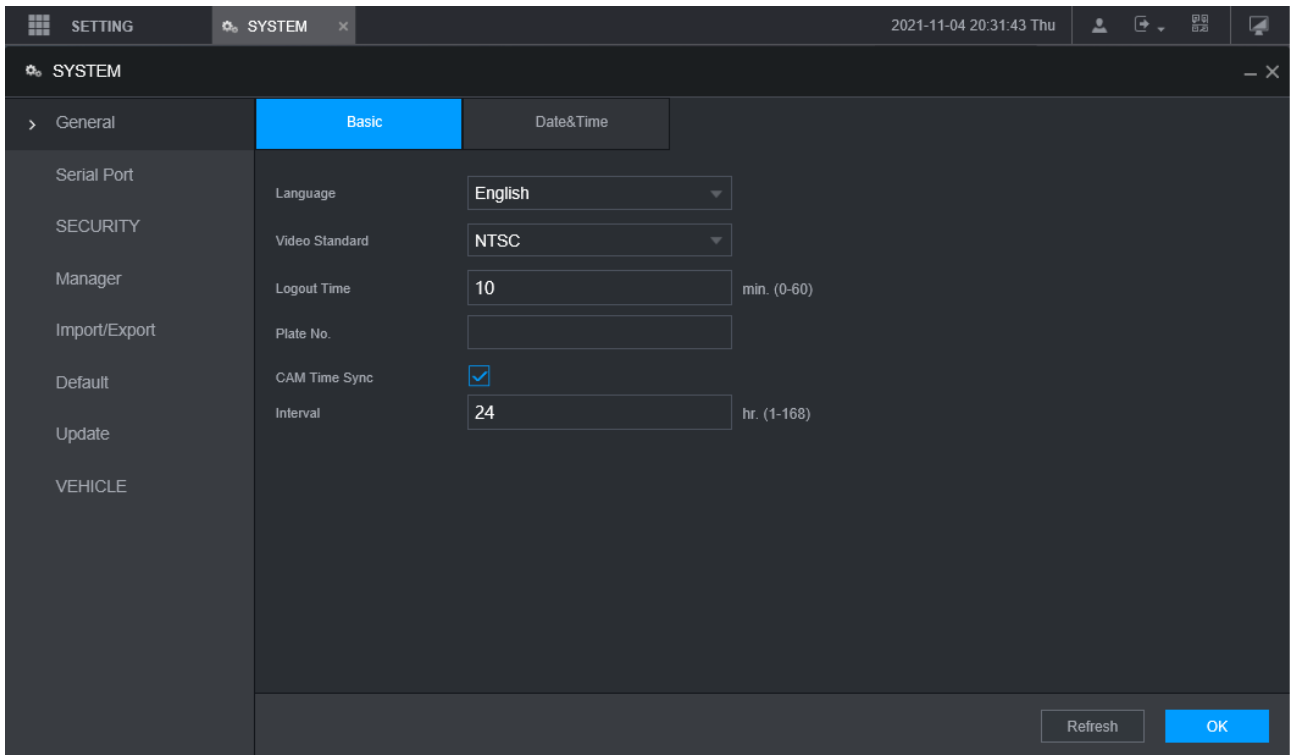 SETTING SYSTEM × 2021-11-04 20:31:43 Thu
SYSTEM
General
Serial Port
SECURITY
Manager
Import/Export
Default
Update
VEHICLE
Basic Date&Time
Language English
Video Standard NTSC
Logout Time 10 min. (0-60)
Plate No.
CAM Time Sync
Interval 24 hr. (1-168)
Refresh OK